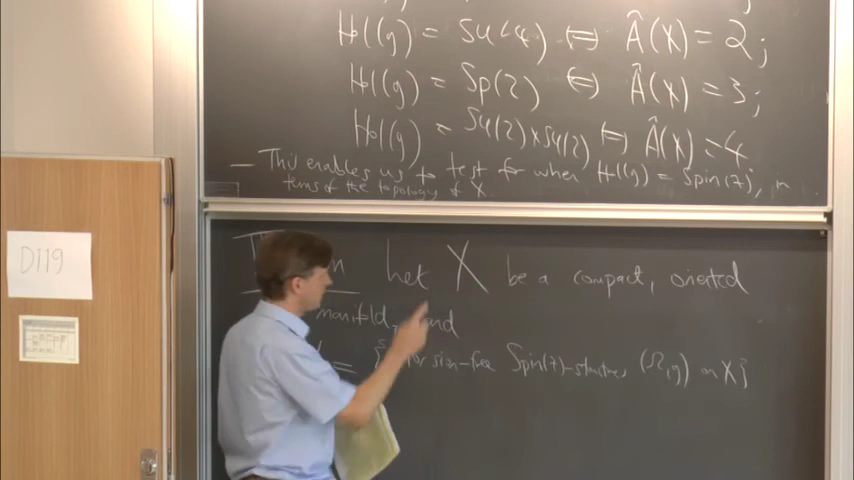 Hol(g) = SU(4) ⇔ Â(X) = 2;
Hol(g) = Sp(2) ⇔ Â(X) = 3;
Hol(g) = SU(2)×SU(2) ⇔ Â(X) = 4
– This enables us to test for when Hol(g) = Spin(7), in
terms of the topology of X.
Let X be a compact, oriented
manifold, and
D119
= { for sign-free Spin(7)-structures (Ω,g) on X;